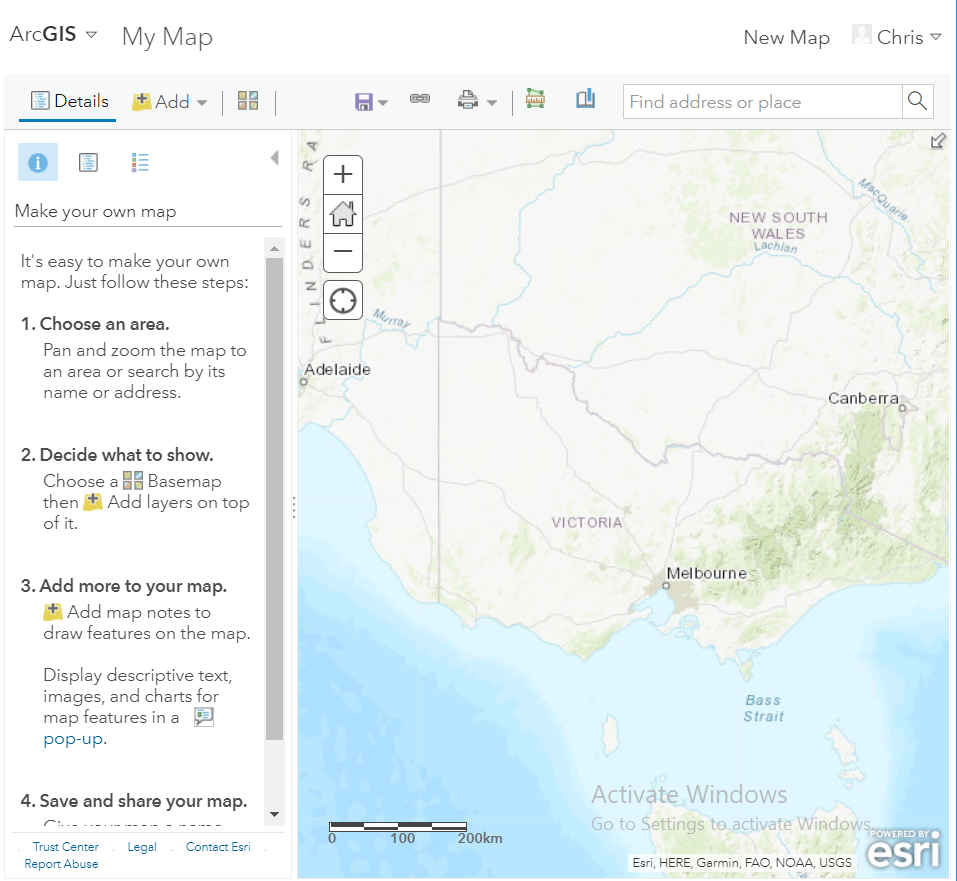 ArcGIS
My Map
New Map
Chris
Details
Add
Find address or place
Make your own map
It's easy to make your own
map. Just follow these steps:
1. Choose an area.
Pan and zoom the map to
an area or search by its
name or address.
2. Decide what to show.
Choose a Basemap
then Add layers on top
of it.
3. Add more to your map.
Add map notes to
draw features on the map.
Display descriptive text,
images, and charts for
map features in a
pop-up.
4. Save and share your map.
Trust Center
Legal
Contact Esri
Report Abuse
FLINDERS RA
MacQuarie
NEW SOUTH
WALES
Lachlan
Murray
Adelaide
Canberra
VICTORIA
Melbourne
Bass
Strait
Activate Windows
Go to Settings to activate Windows.
0 100 200km
Esri, HERE, Garmin, FAO, NOAA, USGS
POWERED BY
esri